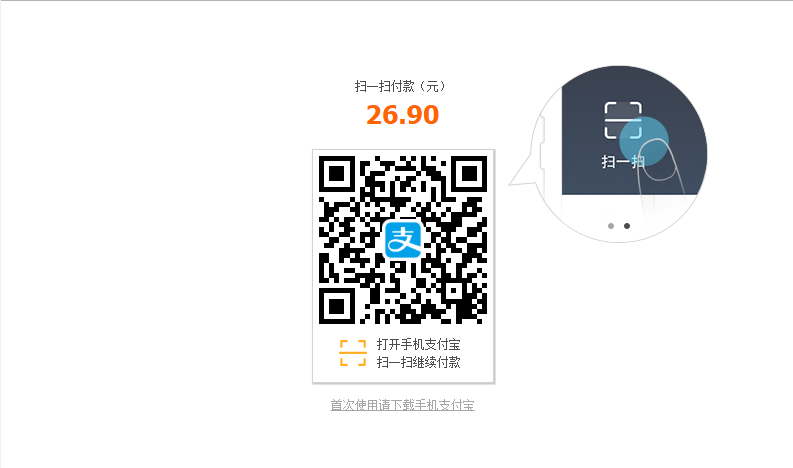 扫一扫付款（元）
26.90
扫一扫
支
打开手机支付宝
扫一扫继续付款
首次使用请下载手机支付宝